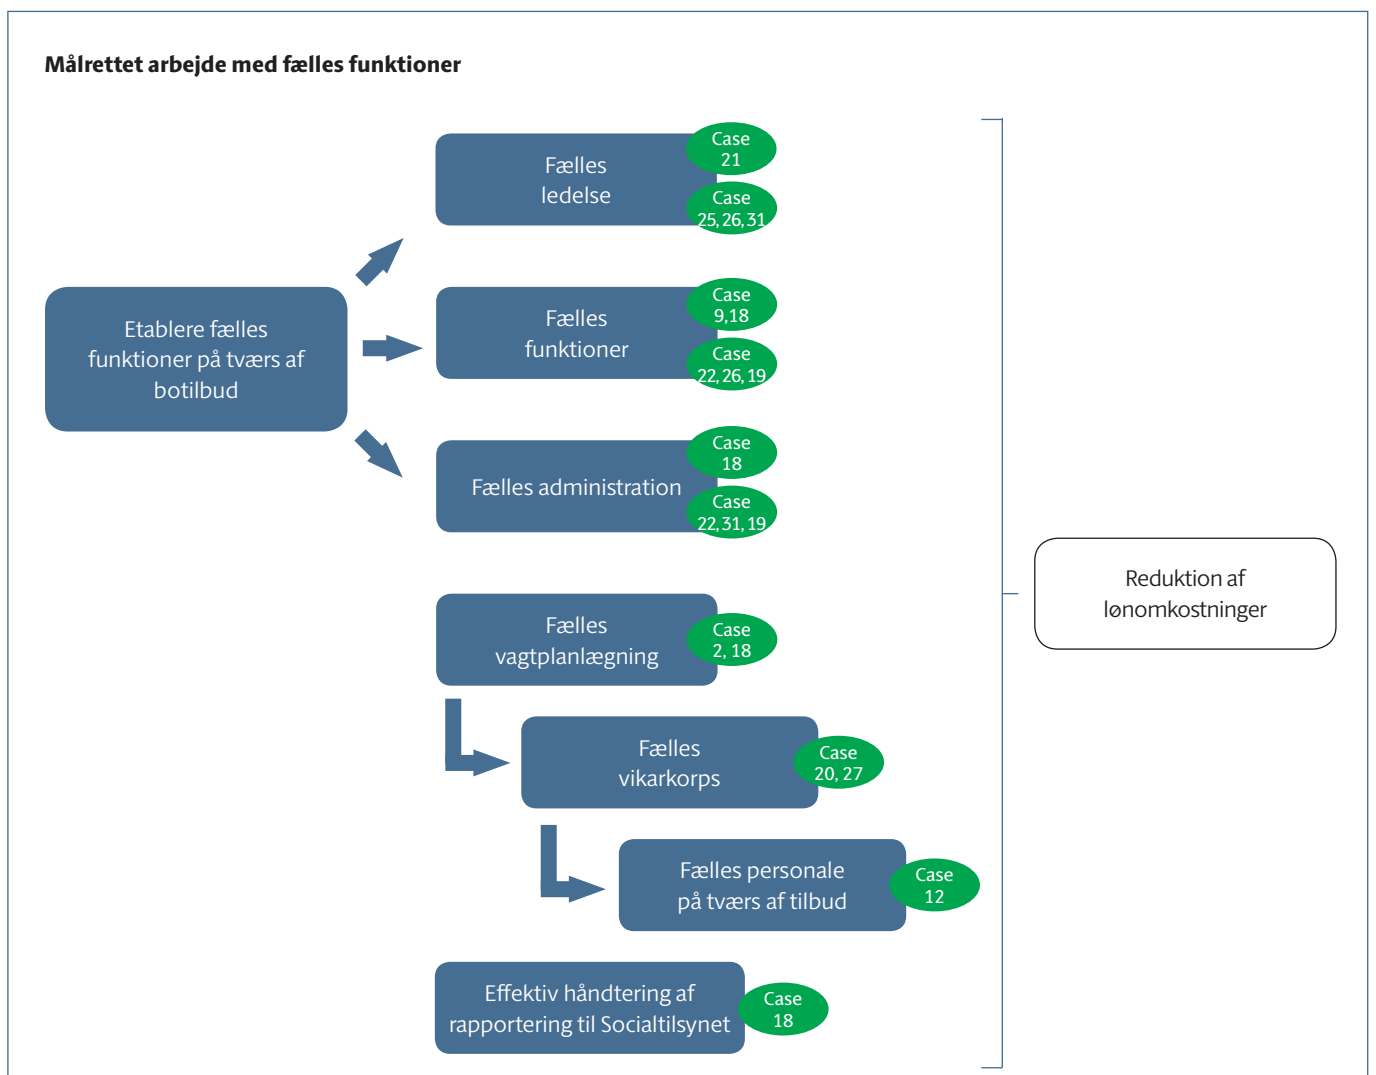 Målrettet arbejde med fælles funktioner
Etablere fælles
funktioner på tværs af
botilbud
Fælles
ledelse
Case
21
Case
25, 26, 31
Fælles
funktioner
Case
9,18
Case
22, 26, 19
Fælles administration
Case
18
Case
22, 31, 19
Fælles
vagtplanlægning
Case
2, 18
Fælles
vikarkorps
Case
20, 27
Fælles personale
på tværs af tilbud
Case
12
Effektiv håndtering af
rapportering til Socialtilsynet
Case
18
Reduktion af
lønomkostninger